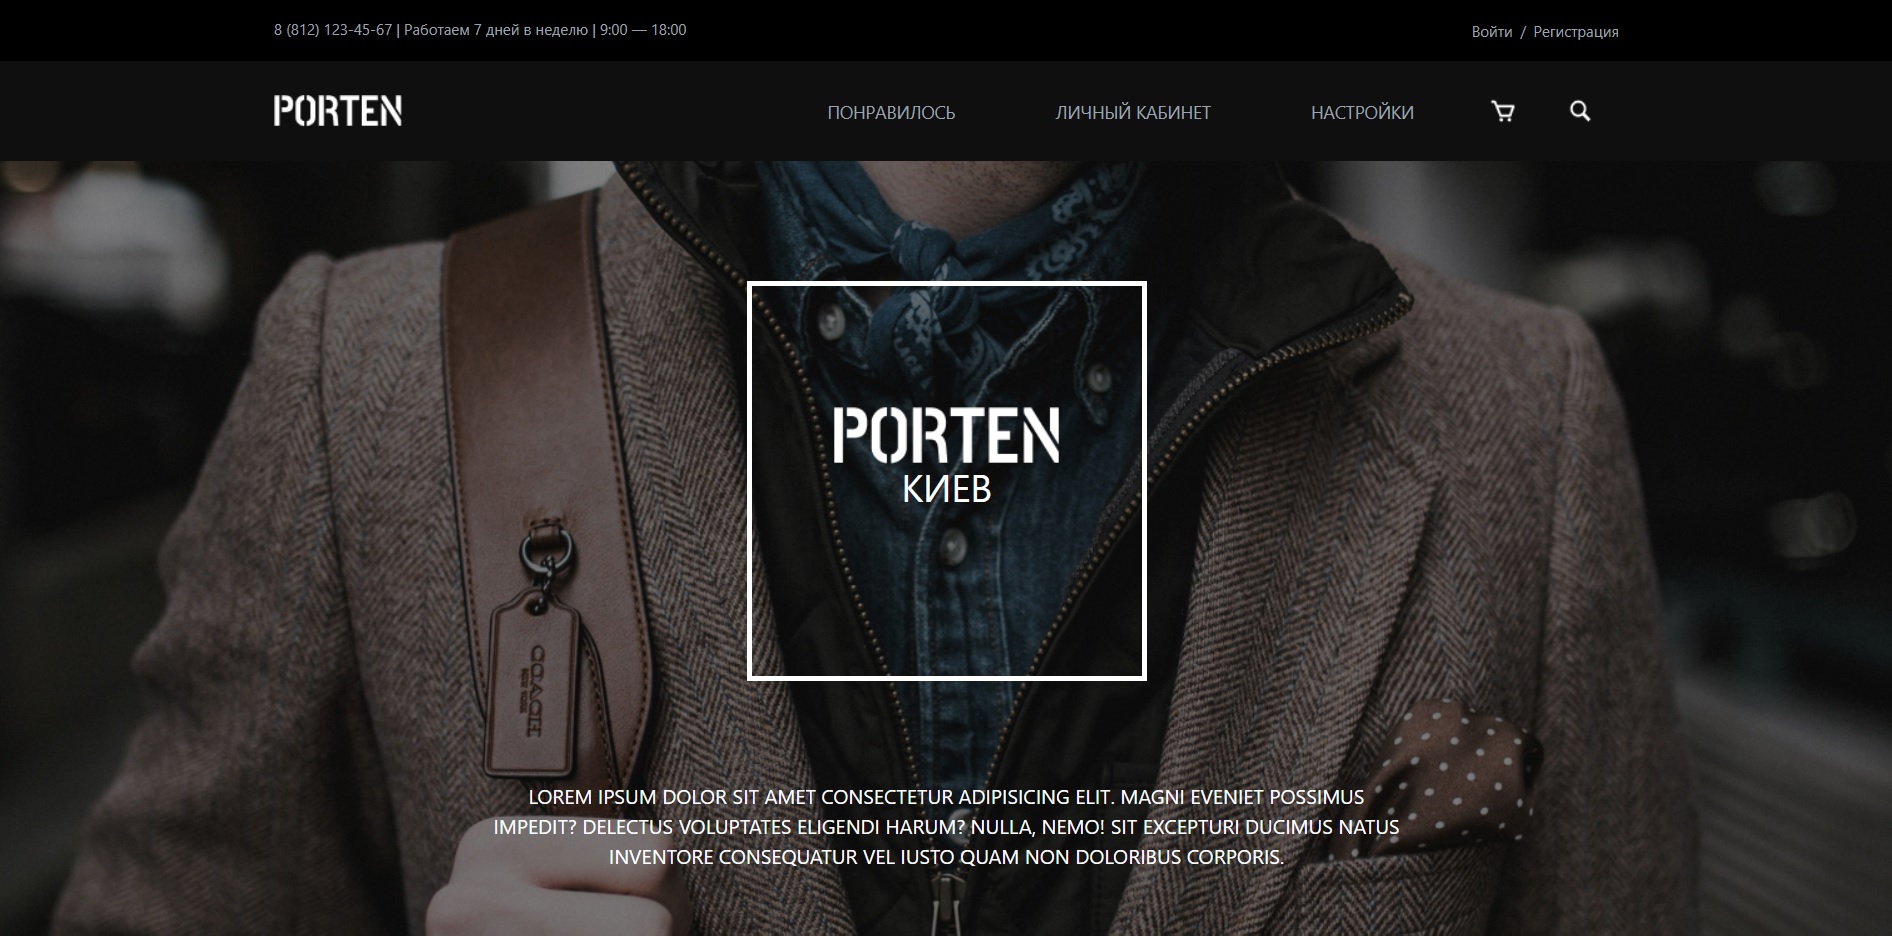 8 (812) 123-45-67 | Работаем 7 дней в неделю | 9:00 — 18:00
Войти / Регистрация
PORTEN
ПОНРАВИЛОСЬ
ЛИЧНЫЙ КАБИНЕТ
НАСТРОЙКИ
PORTEN
КИЕВ
COACH
LOREM IPSUM DOLOR SIT AMET CONSECTETUR ADIPISICING ELIT. MAGNI EVENIET POSSIMUS
IMPEDIT? DELECTUS VOLUPTATES ELIGENDI HARUM? NULLA, NEMO! SIT EXCEPTURI DUCIMUS NATUS
INVENTORE CONSEQUATUR VEL IUSTO QUAM NON DOLORIBUS CORPORIS.